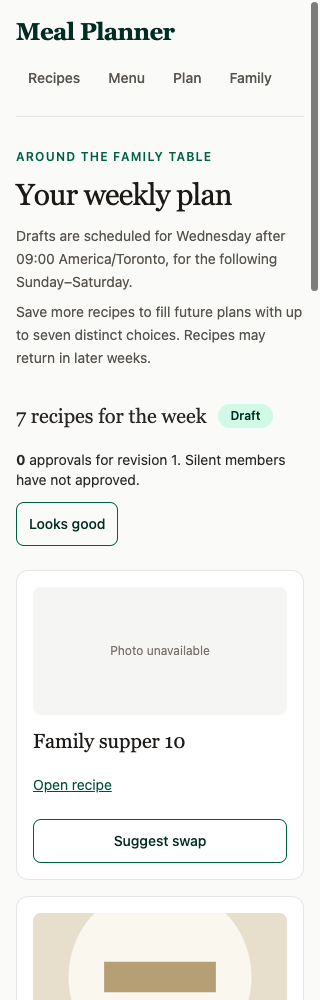 Meal Planner
Recipes Menu Plan Family
AROUND THE FAMILY TABLE
Your weekly plan
Drafts are scheduled for Wednesday after
09:00 America/Toronto, for the following
Sunday–Saturday.
Save more recipes to fill future plans with up
to seven distinct choices. Recipes may
return in later weeks.
7 recipes for the week Draft
0 approvals for revision 1. Silent members
have not approved.
Looks good
Photo unavailable
Family supper 10
Open recipe
Suggest swap